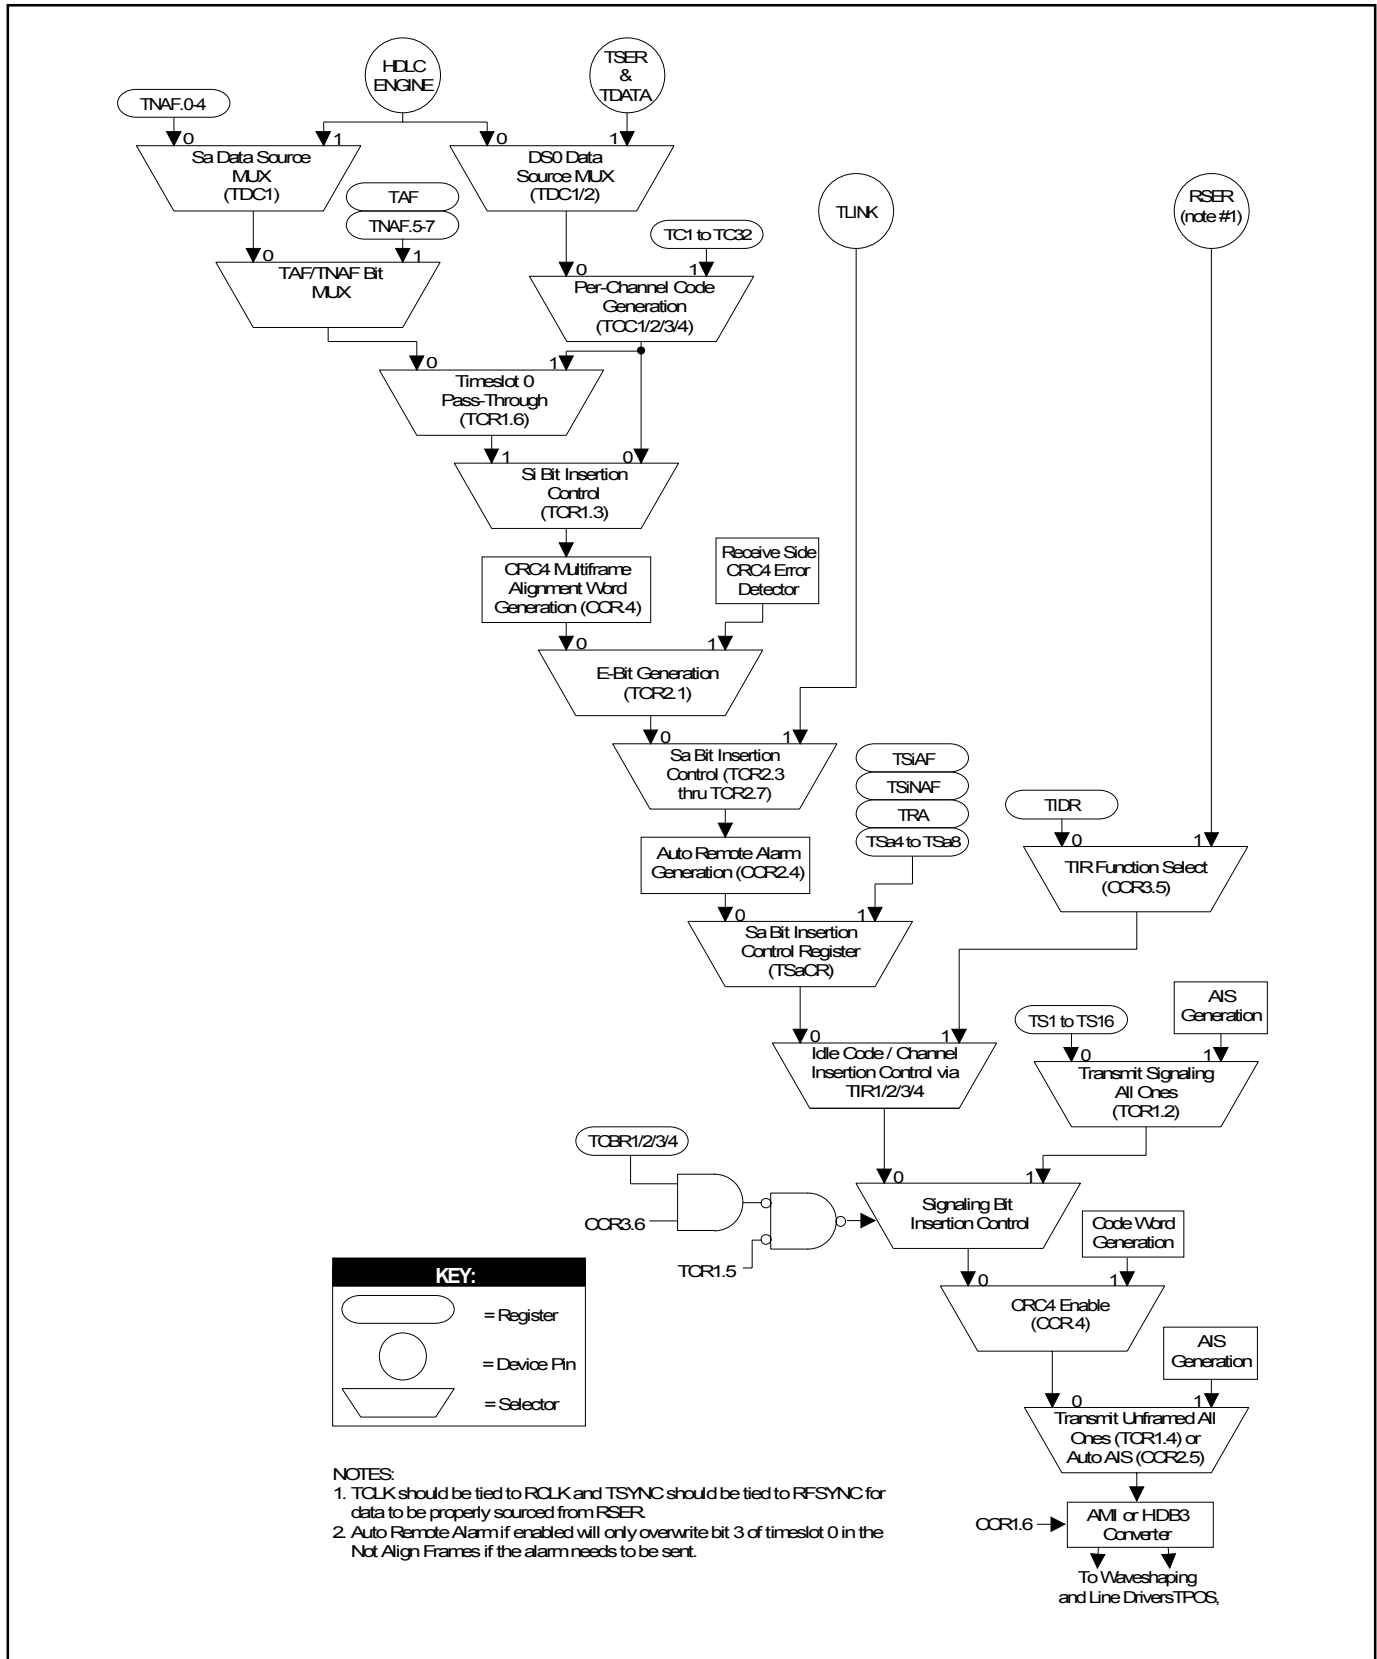 HDLC
ENGINE
TSER
&
TDATA
TNAF.0-4
0
1
0
1
Sa Data Source
MUX
(TDC1)
DS0 Data
Source MUX
(TDC1/2)
TAF
TNAF.5-7
TLINK
RSER
(note #1)
TC1 to TC32
0
1
0
1
TAF/TNAF Bit
MUX
Per-Channel Code
Generation
(TCC1/2/3/4)
0
1
Timeslot 0
Pass-Through
(TCR1.6)
1
0
Si Bit Insertion
Control
(TCR1.3)
CRC4 Multiframe
Alignment Word
Generation (CCR.4)
Receive Side
CRC4 Error
Detector
0
1
E-Bit Generation
(TCR2.1)
0
1
Sa Bit Insertion
Control (TCR2.3
thru TCR2.7)
TSiAF
TSiNAF
TRA
TSa4 to TSa8
TIDR
0
1
Auto Remote Alarm
Generation (CCR2.4)
TIR Function Select
(CCR3.5)
0
1
Sa Bit Insertion
Control Register
(TSaCR)
AIS
Generation
TS1 to TS16
0
1
0
1
Idle Code / Channel
Insertion Control via
TIR1/2/3/4
Transmit Signaling
All Ones
(TCR1.2)
TCBR1/2/3/4
0
1
CCR3.6
TCR1.5
Signaling Bit
Insertion Control
Code Word
Generation
0
1
CRC4 Enable
(CCR.4)
AIS
Generation
0
1
Transmit Unframed All
Ones (TCR1.4) or
Auto AIS (CCR2.5)
CCR1.6
AMI or HDB3
Converter
To Waveshaping
and Line DriversTPOS,
KEY:
= Register
= Device Pin
= Selector
NOTES:
1. TCLK should be tied to RCLK and TSYNC should be tied to RFSYNC for
data to be properly sourced from RSER.
2. Auto Remote Alarm if enabled will only overwrite bit 3 of timeslot 0 in the
Not Align Frames if the alarm needs to be sent.